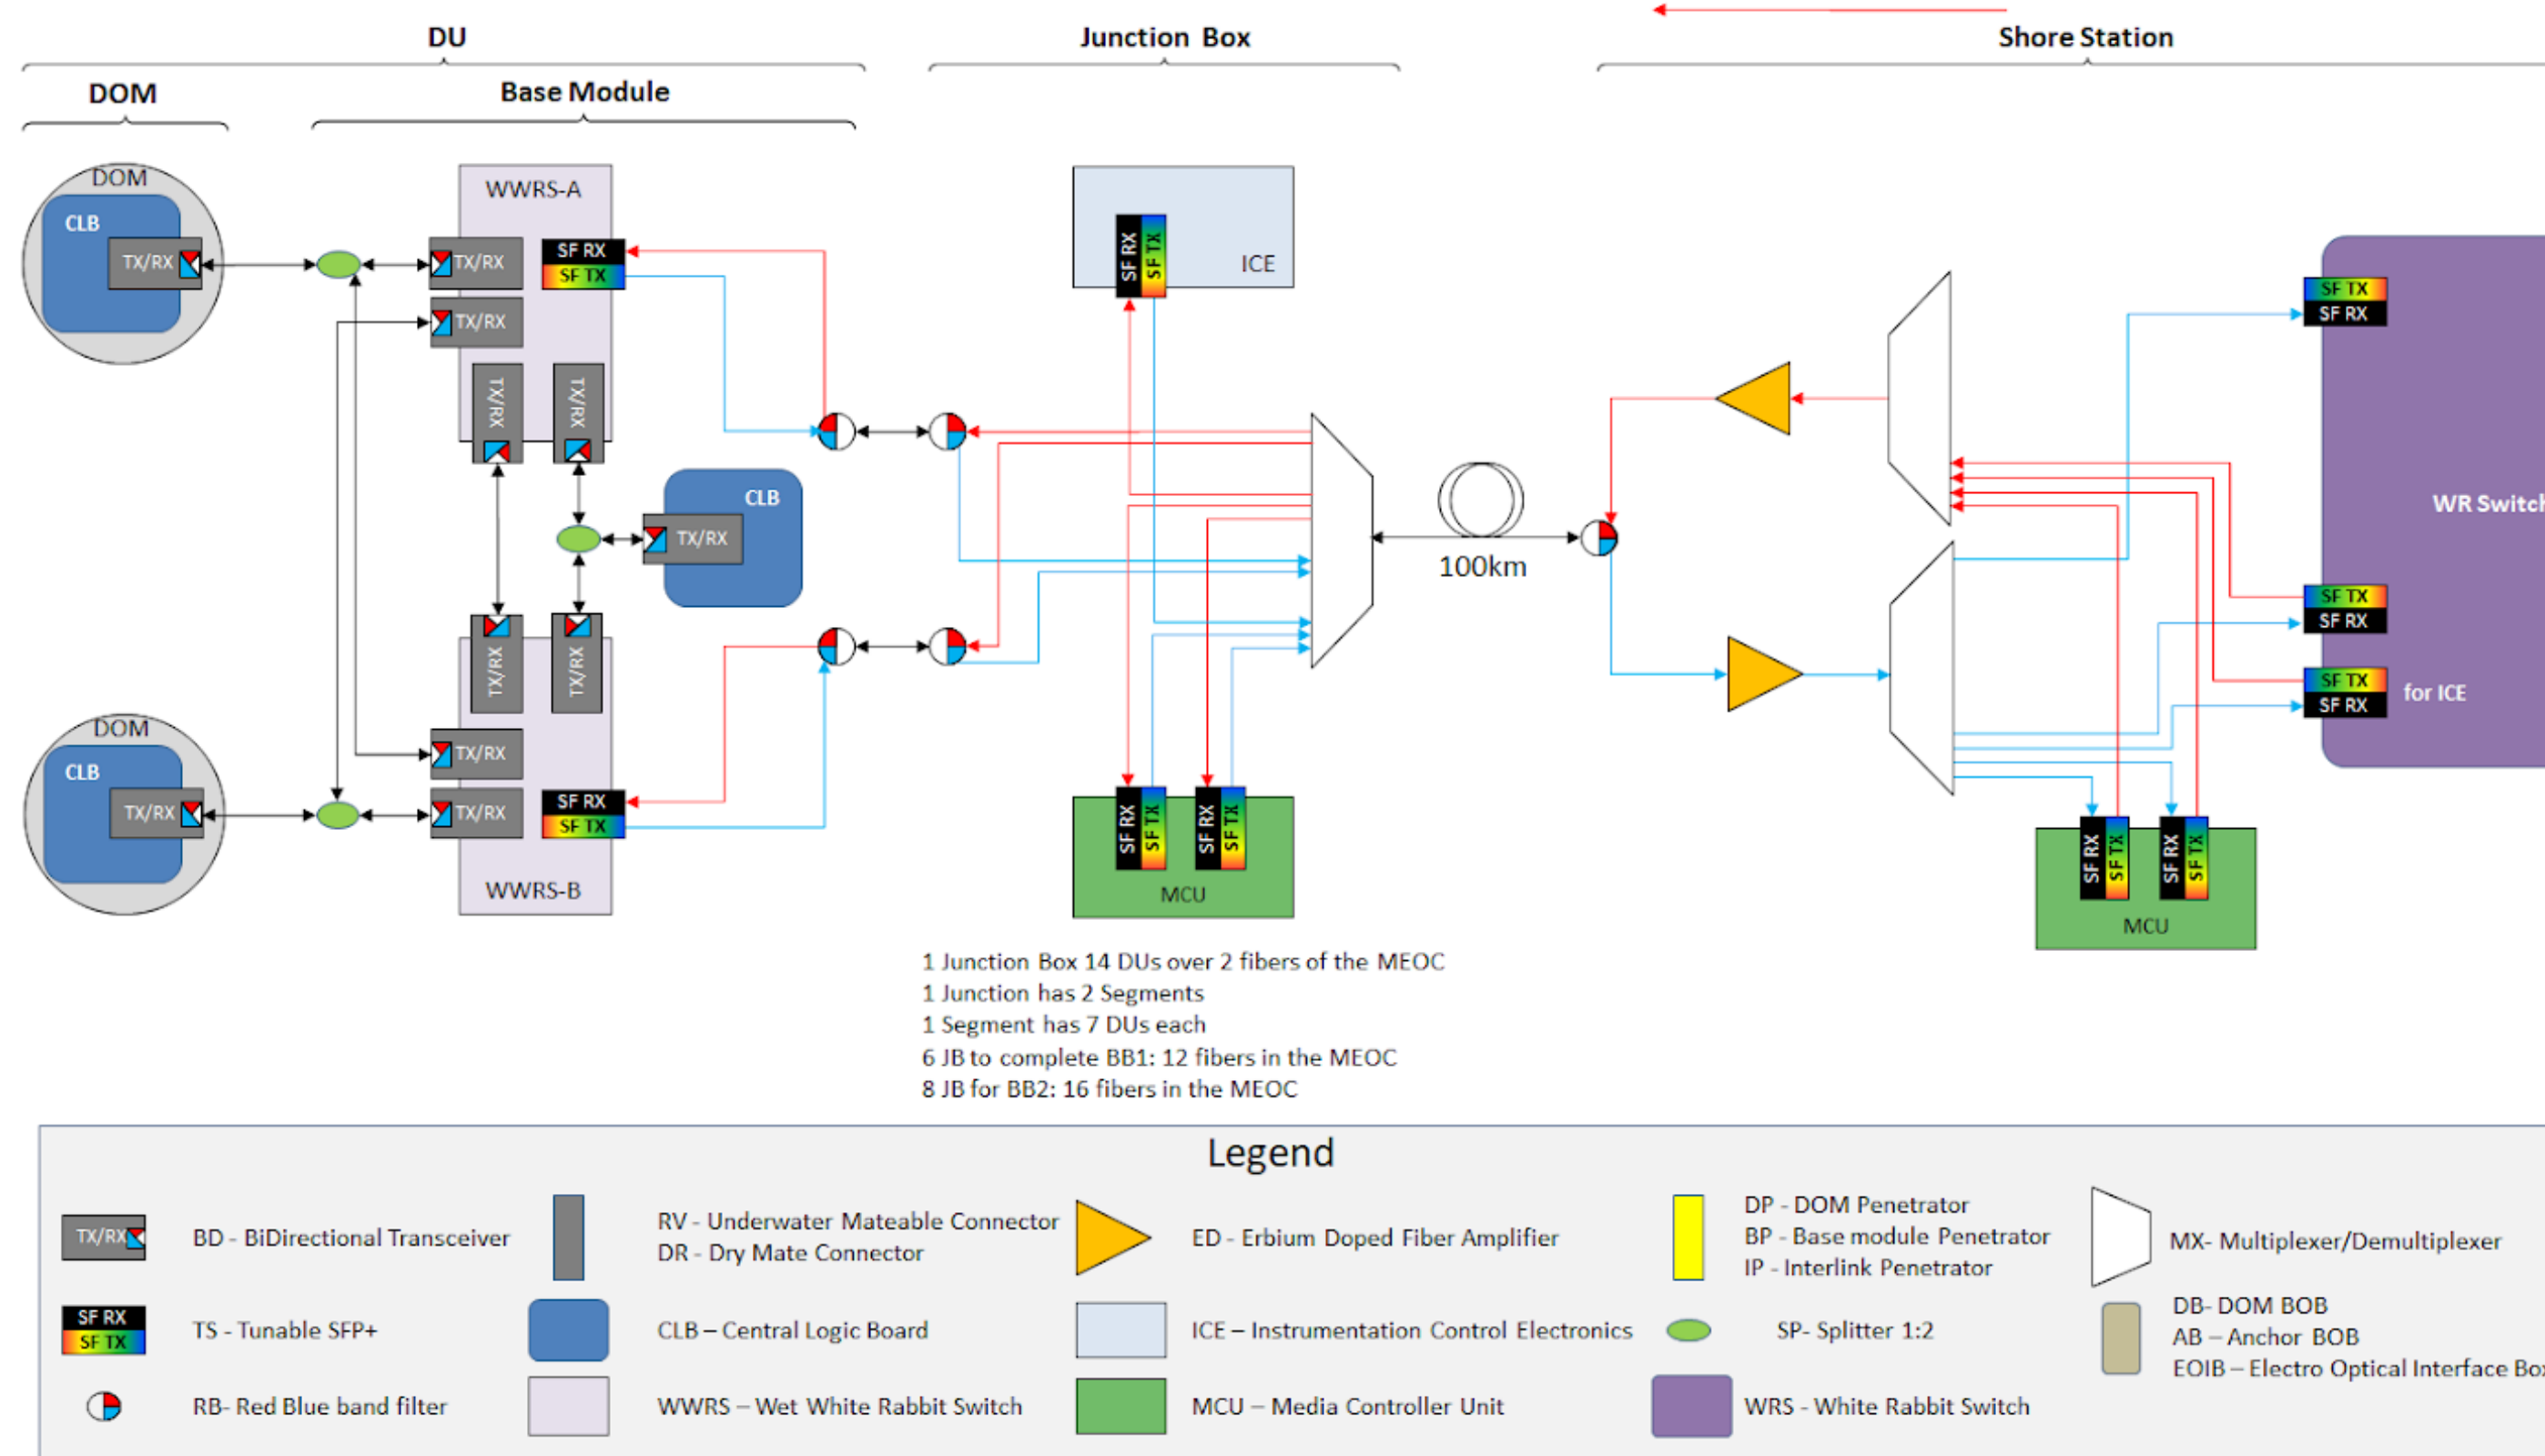 DU
Junction Box
Shore Station
DOM
Base Module
DOM
CLB
TX/RX
WWRS-A
TX/RX
SF RX
SF TX
TX/RX
TX/RX
TX/RX
CLB
TX/RX
DOM
CLB
TX/RX
TX/RX
TX/RX
TX/RX
TX/RX
SF RX
SF TX
WWRS-B
SF RX
SF TX
ICE
SF RX
SF TX
SF RX
SF TX
MCU
100km
SF TX
SF RX
WR Switch
SF TX
SF RX
SF TX
SF RX
for ICE
SF RX
SF TX
SF RX
SF TX
MCU
1 Junction Box 14 DUs over 2 fibers of the MEOC
1 Junction has 2 Segments
1 Segment has 7 DUs each
6 JB to complete BB1: 12 fibers in the MEOC
8 JB for BB2: 16 fibers in the MEOC
Legend
TX/RX
BD - BiDirectional Transceiver
RV - Underwater Mateable Connector
DR - Dry Mate Connector
ED - Erbium Doped Fiber Amplifier
DP - DOM Penetrator
BP - Base module Penetrator
IP - Interlink Penetrator
MX- Multiplexer/Demultiplexer
SF RX
SF TX
TS - Tunable SFP+
CLB – Central Logic Board
ICE – Instrumentation Control Electronics
SP- Splitter 1:2
DB- DOM BOB
AB – Anchor BOB
EOIB – Electro Optical Interface Box
RB- Red Blue band filter
WWRS – Wet White Rabbit Switch
MCU – Media Controller Unit
WRS - White Rabbit Switch